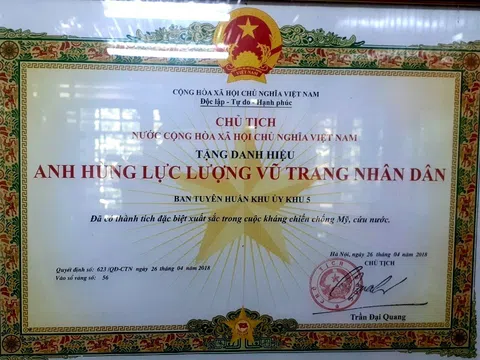 CỘNG HÒA XÃ HỘI CHỦ NGHĨA VIỆT NAM
Độc lập - Tự do - Hạnh phúc
CHỦ TỊCH
NƯỚC CỘNG HÒA XÃ HỘI CHỦ NGHĨA VIỆT NAM
TẶNG DANH HIỆU
ANH HÙNG LỰC LƯỢNG VŨ TRANG NHÂN DÂN
BAN TUYÊN HUẤN KHU ỦY KHU 5
Đã có thành tích đặc biệt xuất sắc trong cuộc kháng chiến chống Mỹ, cứu nước.
Hà Nội, ngày 26 tháng 04 năm 2018
CHỦ TỊCH
Quyết định số: 623/QĐ-CTN ngày 26 tháng 04 năm 2018
Vào sổ vàng số: 56
Trần Đại Quang